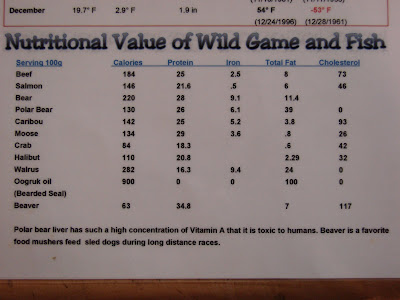 December 19.7° F 2.9° F 1.9 in 54° F -53° F
(12/24/1996) (12/28/1961)
Nutritional Value of Wild Game and Fish
Serving 100g Calories Protein Iron Total Fat Cholesterol
Beef 184 25 2.5 8 73
Salmon 146 21.6 .5 6 46
Bear 220 28 9.1 11.4
Polar Bear 130 26 6.1 39 0
Caribou 142 25 5.2 3.8 93
Moose 134 29 3.6 .8 26
Crab 84 18.3 .6 42
Halibut 110 20.8 2.29 32
Walrus 282 16.3 9.4 24 0
Oogruk oil 900 0 0 100 0
(Bearded Seal)
Beaver 63 34.8 7 117
Polar bear liver has such a high concentration of Vitamin A that it is toxic to humans. Beaver is a favorite
food mushers feed sled dogs during long distance races.